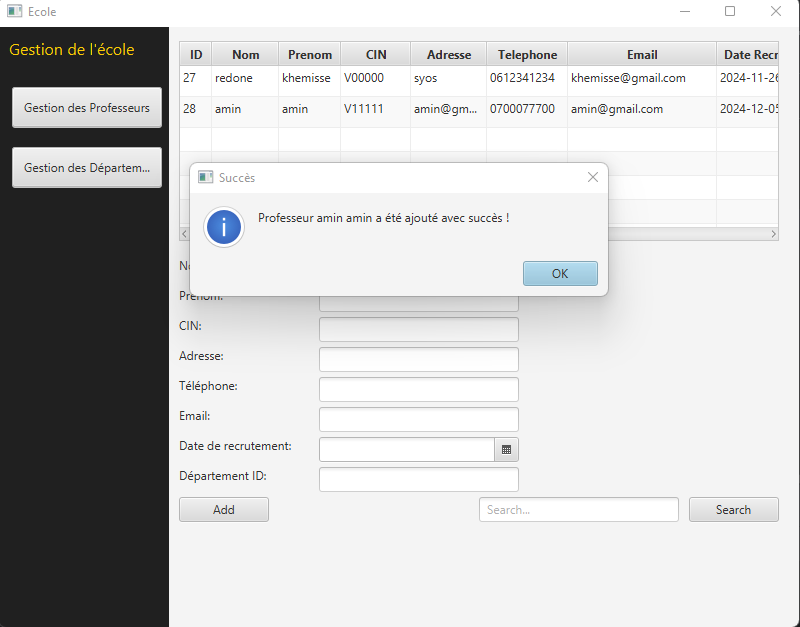 Ecole
Gestion de l'école
Gestion des Professeurs
Gestion des Départem...
ID Nom Prenom CIN Adresse Telephone Email Date Recr
27 redone khemisse V00000 syos 0612341234 khemisse@gmail.com 2024-11-26
28 amin amin V11111 amin@gm... 0700077700 amin@gmail.com 2024-12-05
Succès
Professeur amin amin a été ajouté avec succès !
OK
Prenom:
CIN:
Adresse:
Téléphone:
Email:
Date de recrutement:
Département ID:
Add Search... Search